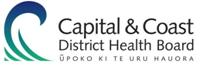 Capital & Coast
District Health Board
ŪPOKO KI TE URU HAUORA